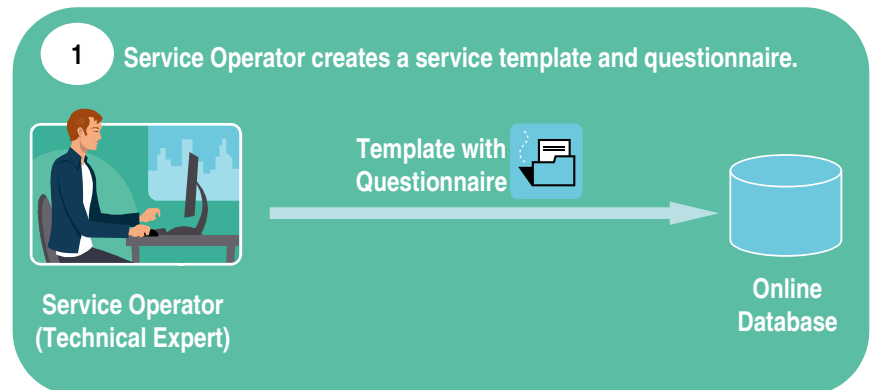 1
Service Operator creates a service template and questionnaire.
Template with
Questionnaire
Service Operator
(Technical Expert)
Online
Database